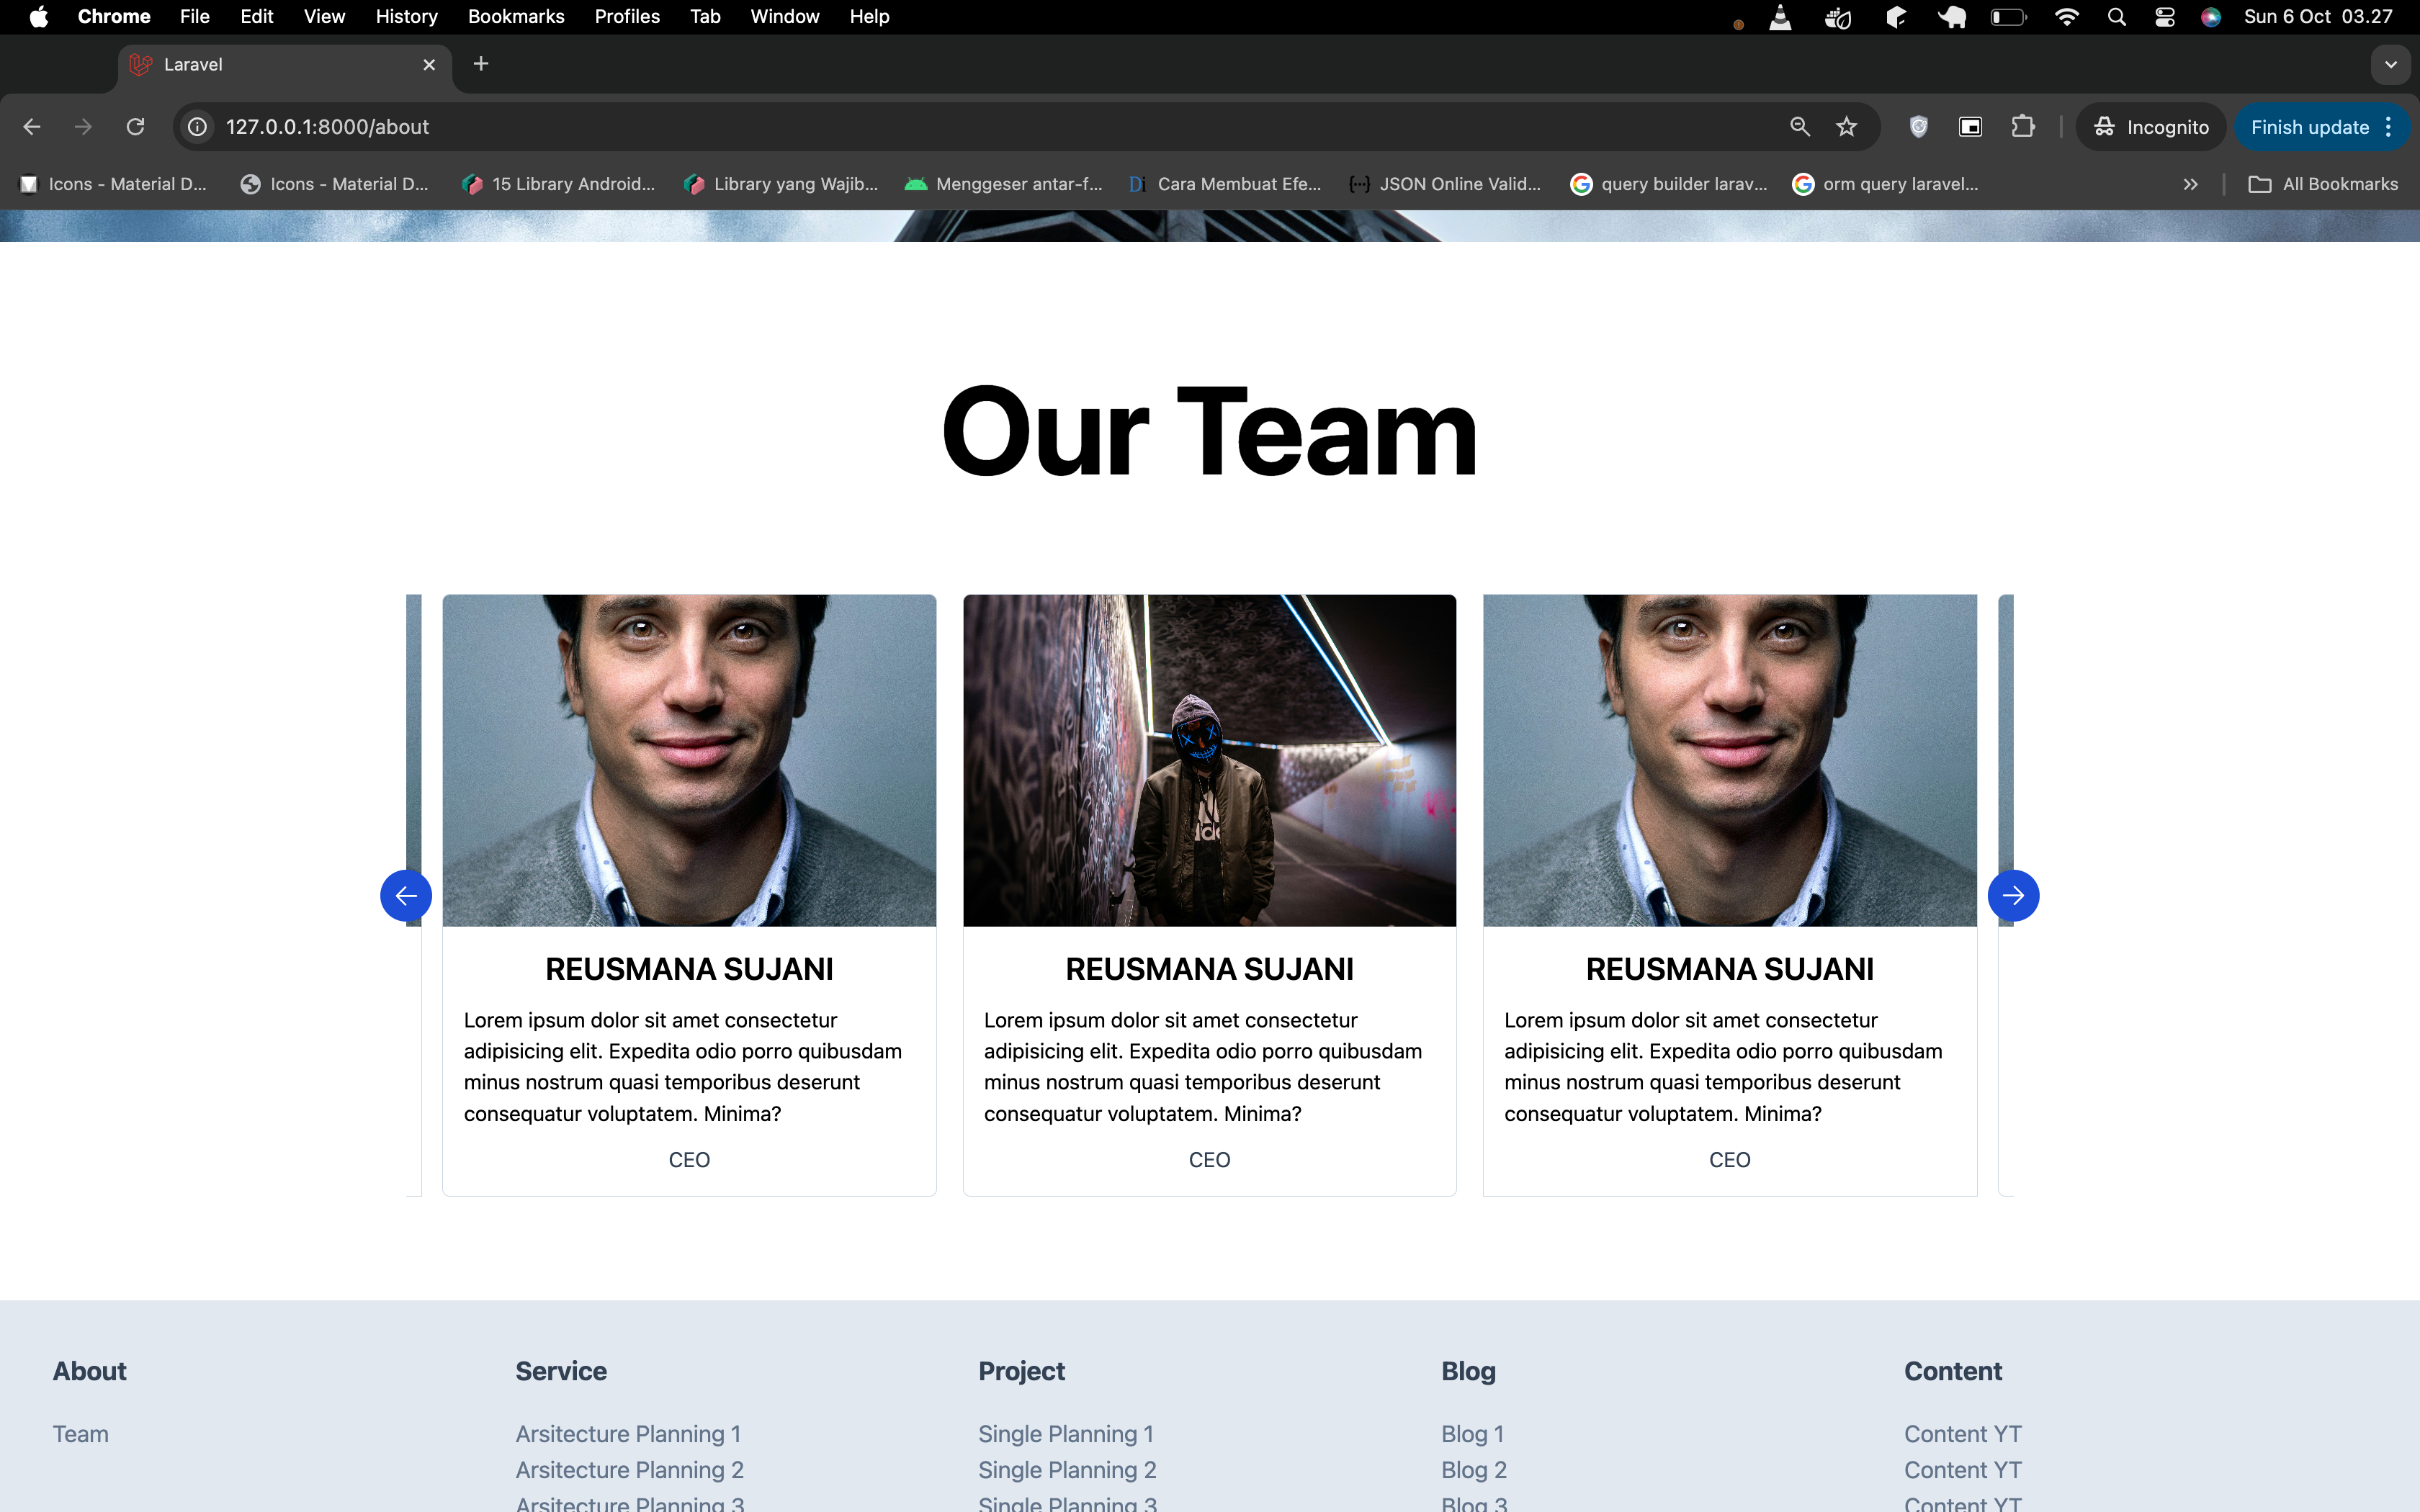 Chrome File Edit View History Bookmarks Profiles Tab Window Help Sun 6 Oct 03.27
Laravel
127.0.0.1:8000/about Incognito Finish update
Icons - Material D... Icons - Material D... 15 Library Android... Library yang Wajib... Menggeser antar-f... Di Cara Membuat Efe... JSON Online Valid... query builder larav... orm query laravel... All Bookmarks
Our Team
REUSMANA SUJANI
Lorem ipsum dolor sit amet consectetur
adipisicing elit. Expedita odio porro quibusdam
minus nostrum quasi temporibus deserunt
consequatur voluptatem. Minima?
CEO
REUSMANA SUJANI
Lorem ipsum dolor sit amet consectetur
adipisicing elit. Expedita odio porro quibusdam
minus nostrum quasi temporibus deserunt
consequatur voluptatem. Minima?
CEO
REUSMANA SUJANI
Lorem ipsum dolor sit amet consectetur
adipisicing elit. Expedita odio porro quibusdam
minus nostrum quasi temporibus deserunt
consequatur voluptatem. Minima?
CEO
About
Team
Service
Arsitecture Planning 1
Arsitecture Planning 2
Arsitecture Planning 3
Project
Single Planning 1
Single Planning 2
Single Planning 3
Blog
Blog 1
Blog 2
Blog 3
Content
Content YT
Content YT
Content YT